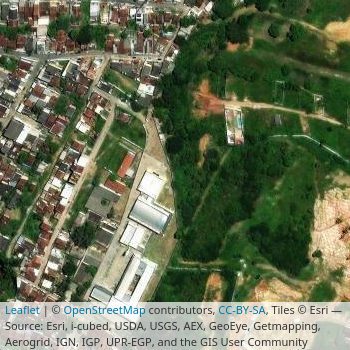 Leaflet | © OpenStreetMap contributors, CC-BY-SA, Tiles © Esri —
Source: Esri, i-cubed, USDA, USGS, AEX, GeoEye, Getmapping,
Aerogrid, IGN, IGP, UPR-EGP, and the GIS User Community